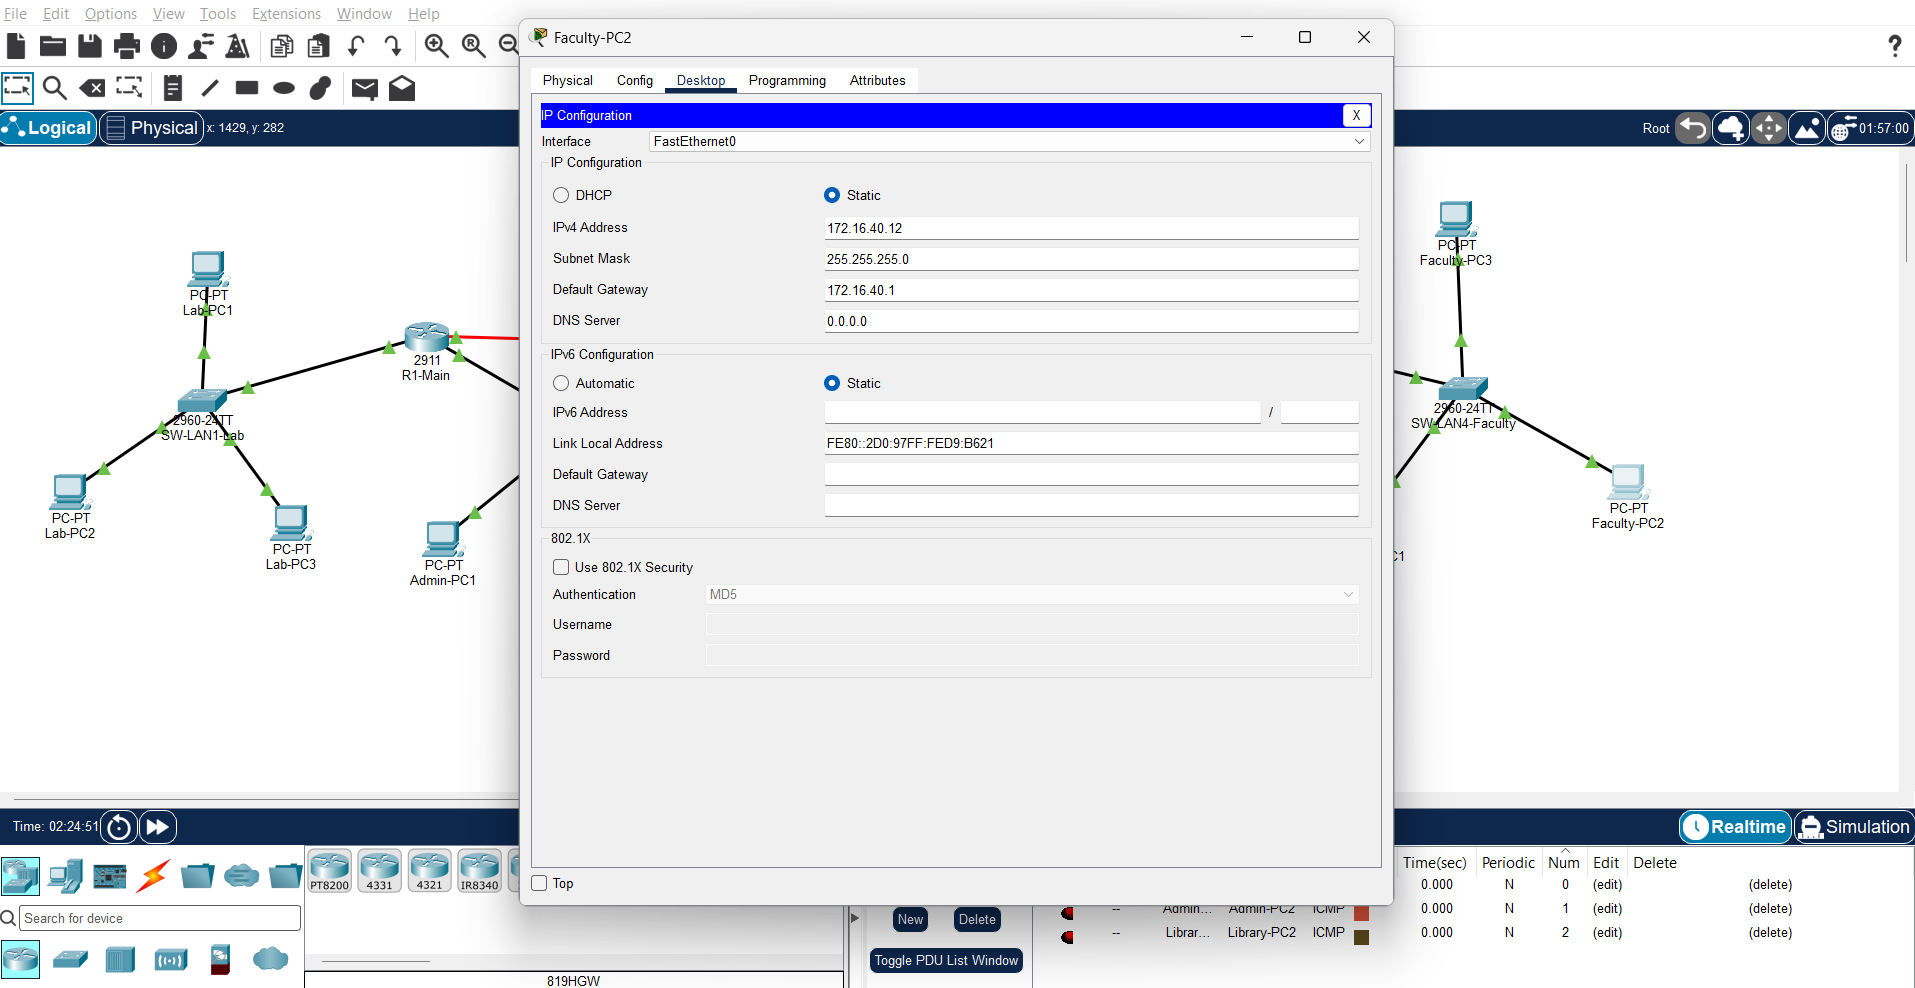 File Edit Options View Tools Extensions Window Help
Faculty-PC2
Physical Config Desktop Programming Attributes
IP Configuration X
Interface FastEthernet0
IP Configuration
DHCP Static
IPv4 Address 172.16.40.12
Subnet Mask 255.255.255.0
Default Gateway 172.16.40.1
DNS Server 0.0.0.0
IPv6 Configuration
Automatic Static
IPv6 Address /
Link Local Address FE80::2D0:97FF:FED9:B621
Default Gateway
DNS Server
802.1X
Use 802.1X Security
Authentication MD5
Username
Password
Top
Logical Physical x: 1429, y: 282
Root 01:57:00
PC-PT
Lab-PC1
2911
R1-Main
2960-24TT
SW-LAN1-Lab
PC-PT
Lab-PC2
PC-PT
Lab-PC3
PC-PT
Admin-PC1
PC-PT
Faculty-PC3
2960-24TT
SW-LAN4-Faculty
PC-PT
Faculty-PC2
C1
Time: 02:24:51
Realtime Simulation
PT8200 4331 4321 IR8340
Search for device
819HGW
New Delete
Toggle PDU List Window
Time(sec) Periodic Num Edit Delete
0.000 N 0 (edit) (delete)
-- Admin... Admin-PC2 ICMP 0.000 N 1 (edit) (delete)
-- Librar... Library-PC2 ICMP 0.000 N 2 (edit) (delete)